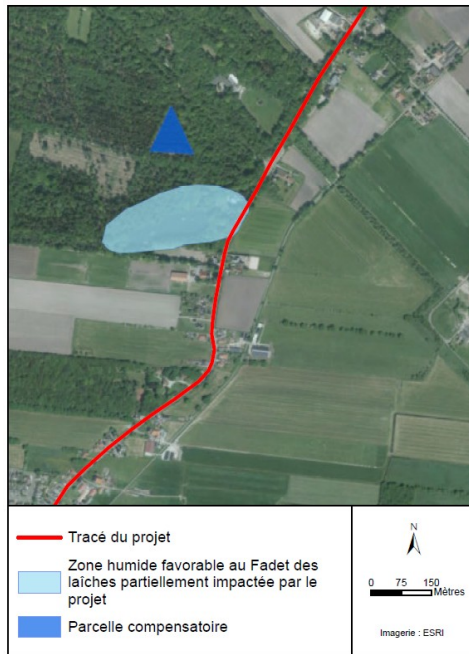 Tracé du projet
Zone humide favorable au Fadet des
laîches partiellement impactée par le
projet
Parcelle compensatoire
N
0 75 150
Mètres
Imagerie : ESRI